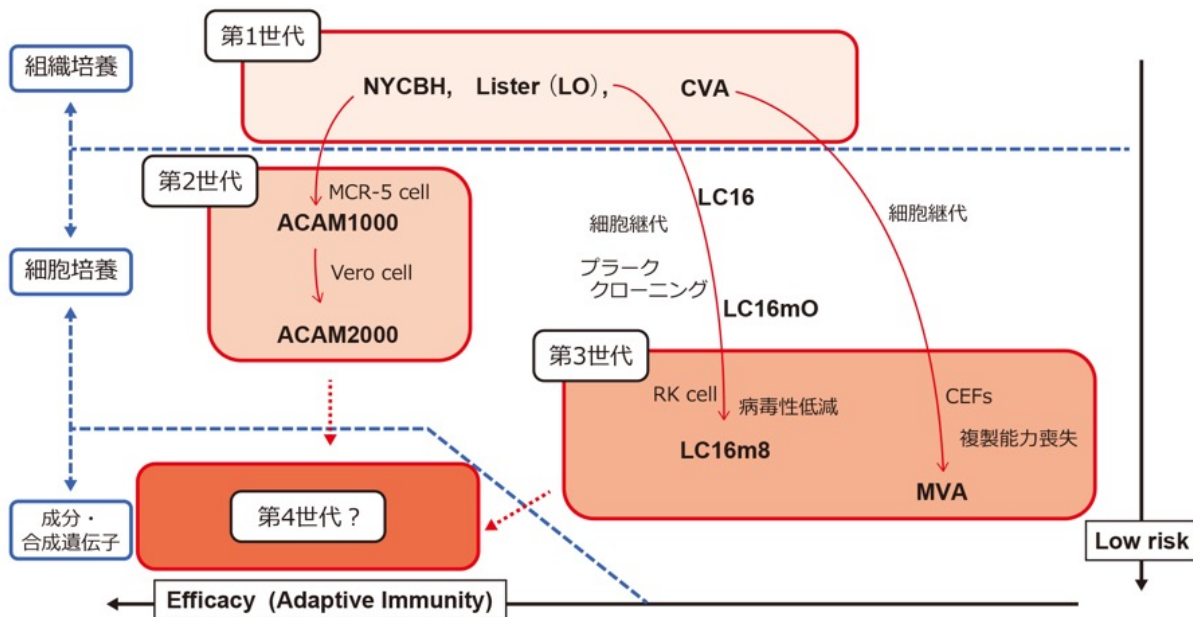 第1世代
組織培養
NYCBH, Lister（LO）, CVA
第2世代
MCR-5 cell
ACAM1000
Vero cell
ACAM2000
細胞培養
LC16
細胞継代
細胞継代
プラーク
クローニング
LC16mO
第3世代
RK cell
病毒性低減
LC16m8
CEFs
複製能力喪失
MVA
成分・
合成遺伝子
第4世代？
Low risk
Efficacy (Adaptive Immunity)